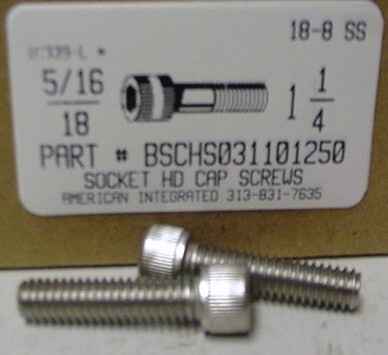 18-8 SS
5/16
18
1 1/4
PART # BSCHS031101250
SOCKET HD CAP SCREWS
AMERICAN INTEGRATED 313-831-7635